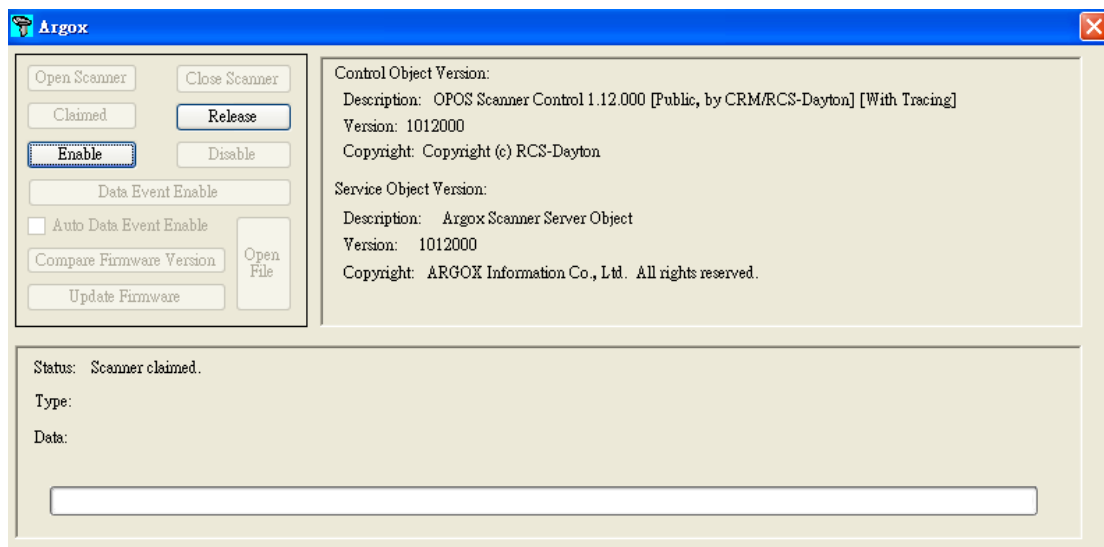 Argox
Open Scanner
Close Scanner
Claimed
Release
Enable
Disable
Data Event Enable
Auto Data Event Enable
Compare Firmware Version
Open
File
Update Firmware
Control Object Version:
Description: OPOS Scanner Control 1.12.000 [Public, by CRM/RCS-Dayton] [With Tracing]
Version: 1012000
Copyright: Copyright (c) RCS-Dayton
Service Object Version:
Description: Argox Scanner Server Object
Version: 1012000
Copyright: ARGOX Information Co., Ltd. All rights reserved.
Status: Scanner claimed.
Type:
Data: